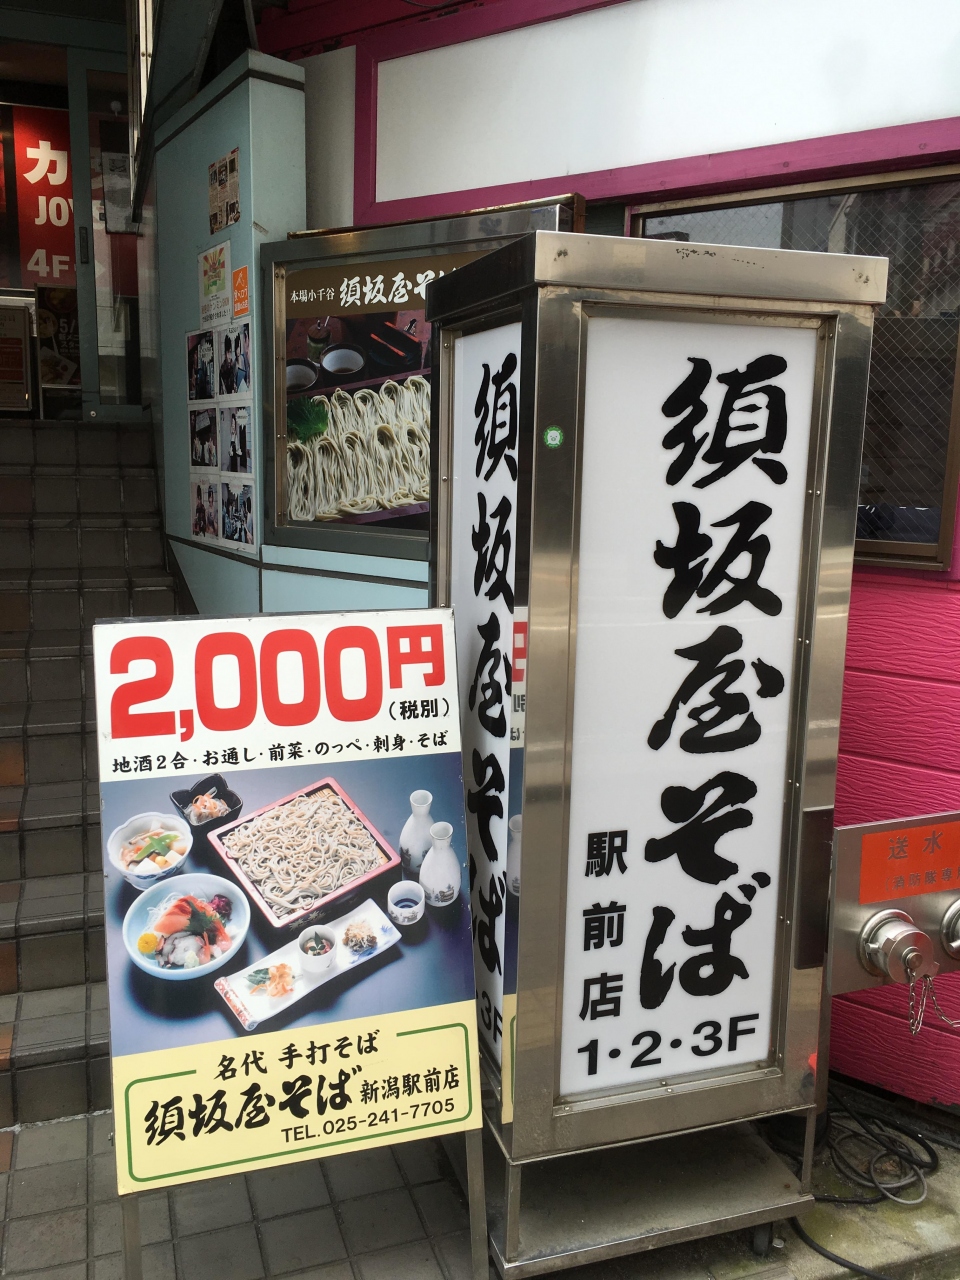 カ
JOY
4F
本場小千谷 須坂屋そ
須坂屋そば
3F
須坂屋そば
駅前店
1・2・3F
送水
2,000円
(税別)
地酒2合・お通し・前菜・のっぺ・刺身・そば
名代 手打そば
須坂屋そば 新潟駅前店
TEL.025-241-7705